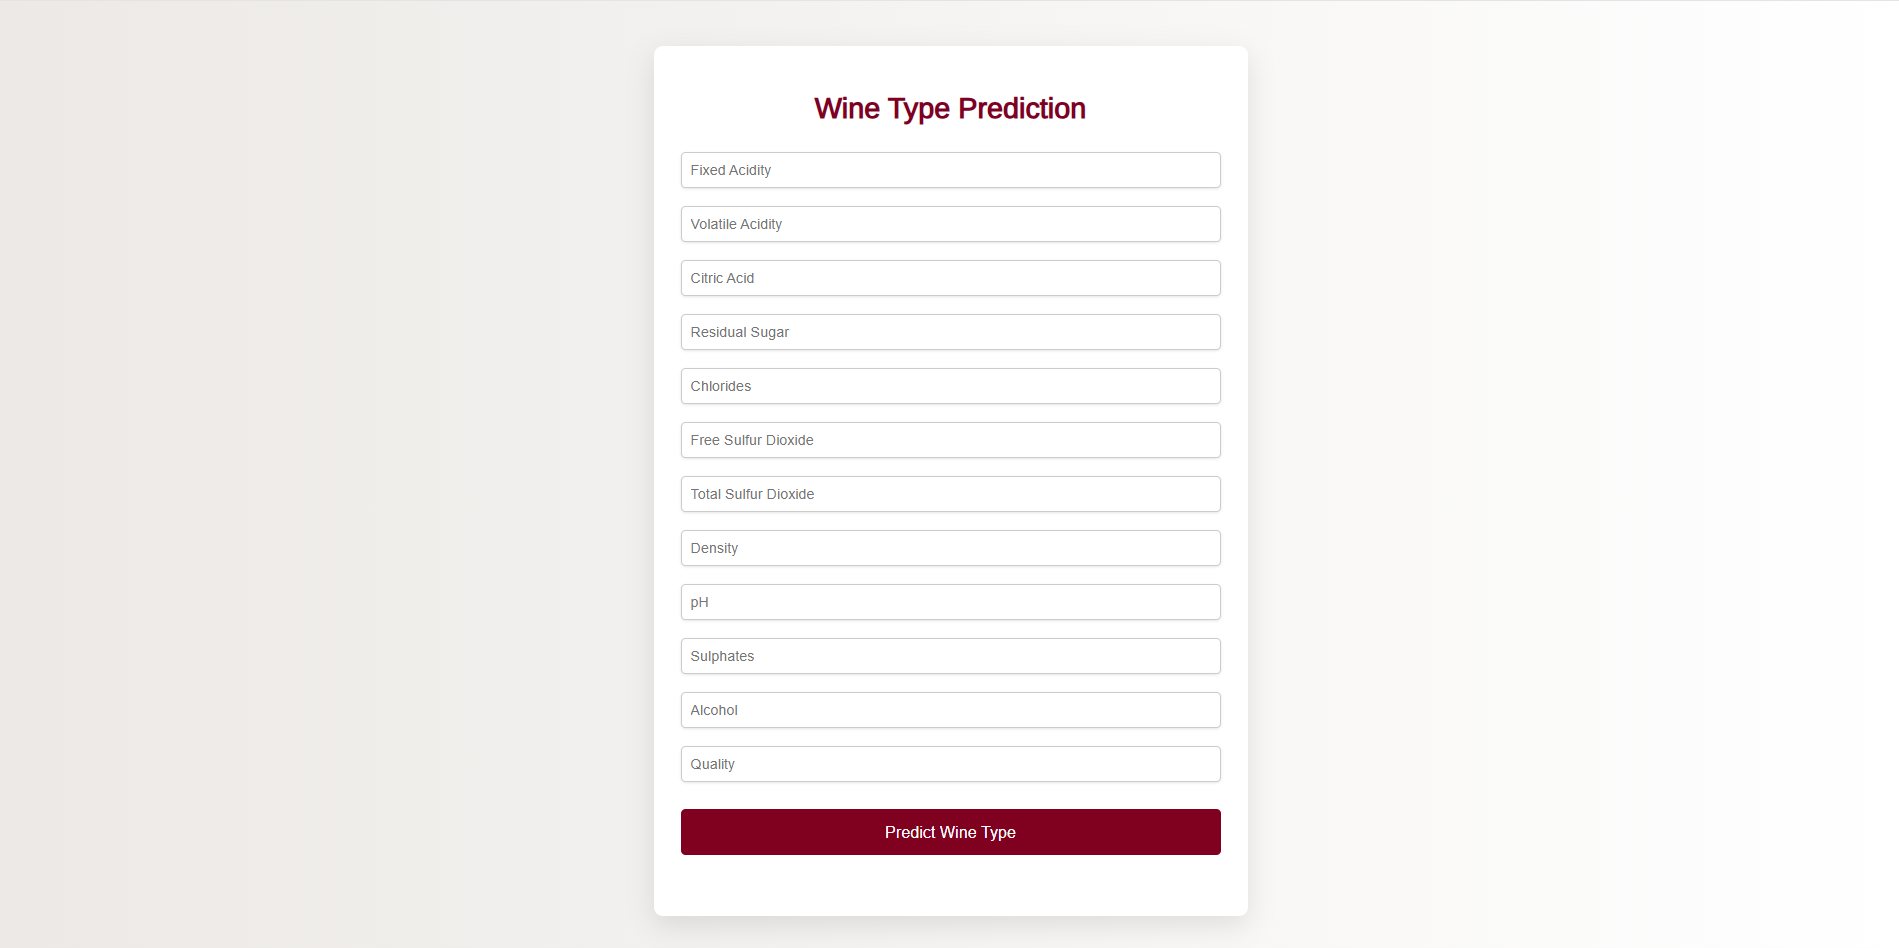 Wine Type Prediction
Fixed Acidity
Volatile Acidity
Citric Acid
Residual Sugar
Chlorides
Free Sulfur Dioxide
Total Sulfur Dioxide
Density
pH
Sulphates
Alcohol
Quality
Predict Wine Type